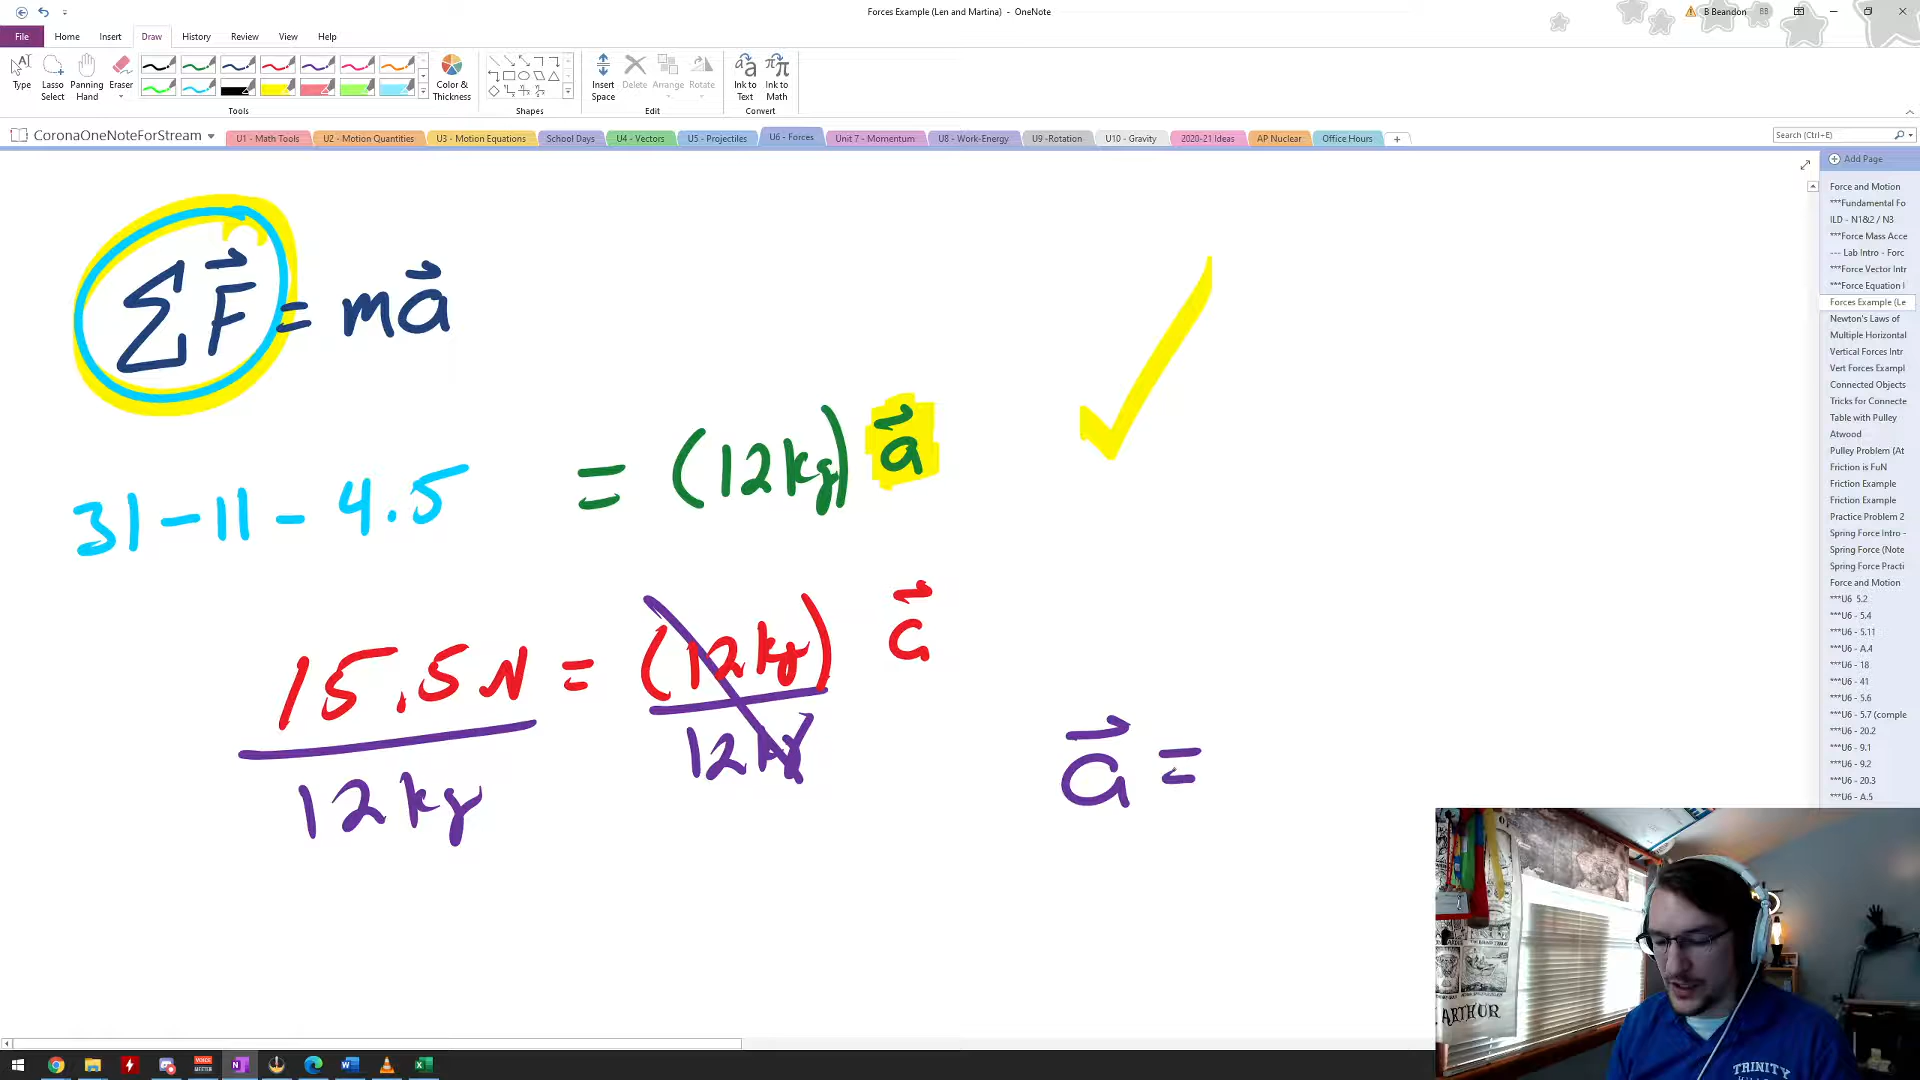 Forces Example (Len and Martina) - OneNote
B Beandon
BB
File Home Insert Draw History Review View Help
Type
Lasso Select
Panning Hand
Eraser
Color & Thickness
Insert Space
Delete
Arrange
Rotate
Ink to Text
Ink to Math
Tools
Shapes
Edit
Convert
CoronaOneNoteForStream
U1 - Math Tools
U2 - Motion Quantities
U3 - Motion Equations
School Days
U4 - Vectors
U5 - Projectiles
U6 - Forces
Unit 7 - Momentum
U8 - Work-Energy
U9 -Rotation
U10 - Gravity
2020-21 Ideas
AP Nuclear
Office Hours
+
Search (Ctrl+E)
∑F⃗ = ma⃗
31 - 11 - 4.5 = (12kg) a⃗
15.5 N = (12kg) a⃗
12 kg 12 kg
a⃗ =
Add Page
Force and Motion
***Fundamental Fo
ILD - N1&2 / N3
***Force Mass Acce
--- Lab Intro - Forc
***Force Vector Intr
***Force Equation I
Forces Example (Le
Newton's Laws of
Multiple Horizontal
Vertical Forces Intr
Vert Forces Exampl
Connected Objects
Tricks for Connecte
Table with Pulley
Atwood
Pulley Problem (At
Friction is FuN
Friction Example
Friction Example
Practice Problem 2
Spring Force Intro -
Spring Force (Note
Spring Force Practi
Force and Motion
***U6 5.2
***U6 - 5.4
***U6 - 5.11
***U6 - A.4
***U6 - 18
***U6 - 41
***U6 - 5.6
***U6 - 5.7 (comple
***U6 - 20.2
***U6 - 9.1
***U6 - 9.2
***U6 - 20.3
***U6 - A.5
ARTHUR
TRINITY